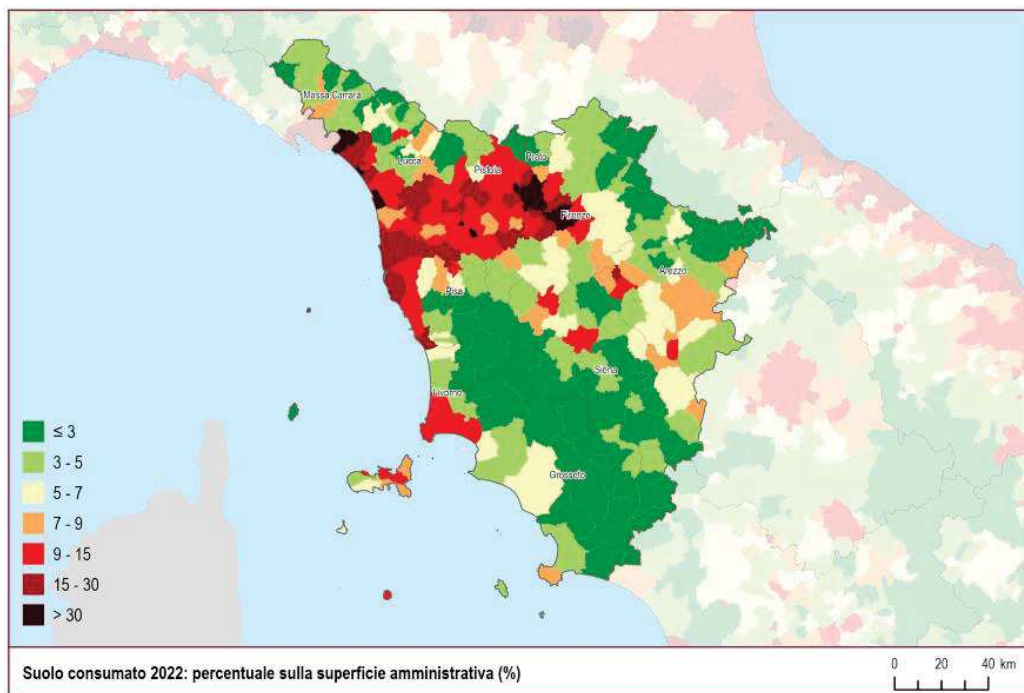 Massa Carrara
Lucca
Pistoia
Prato
Firenze
Pisa
Arezzo
Siena
Livorno
Grosseto
≤ 3
3 - 5
5 - 7
7 - 9
9 - 15
15 - 30
> 30
Suolo consumato 2022: percentuale sulla superficie amministrativa (%)
0 20 40 km